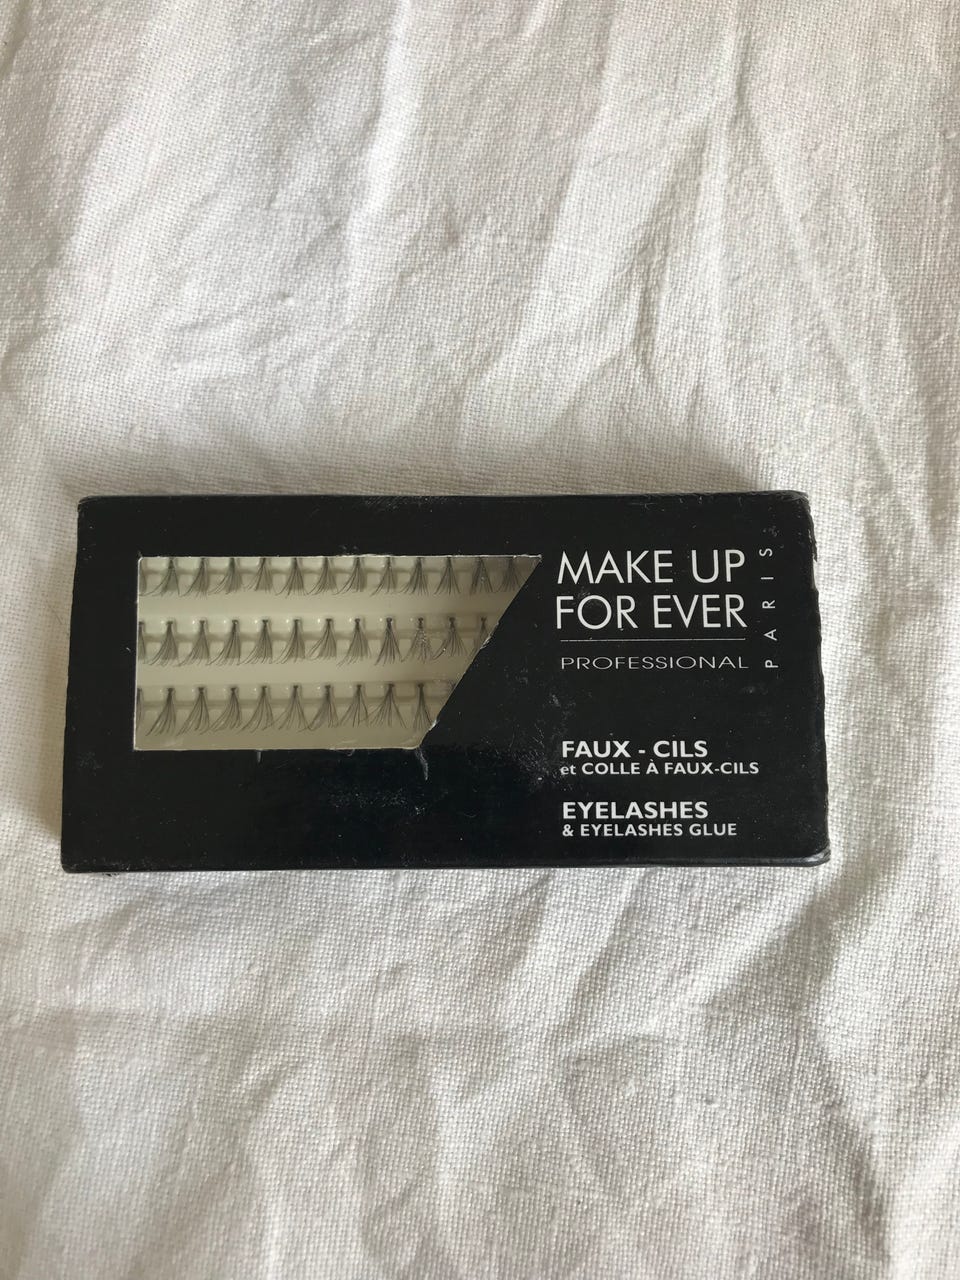 MAKE UP
FOR EVER
PROFESSIONAL
PARIS
FAUX - CILS
et COLLE À FAUX-CILS
EYELASHES
& EYELASHES GLUE